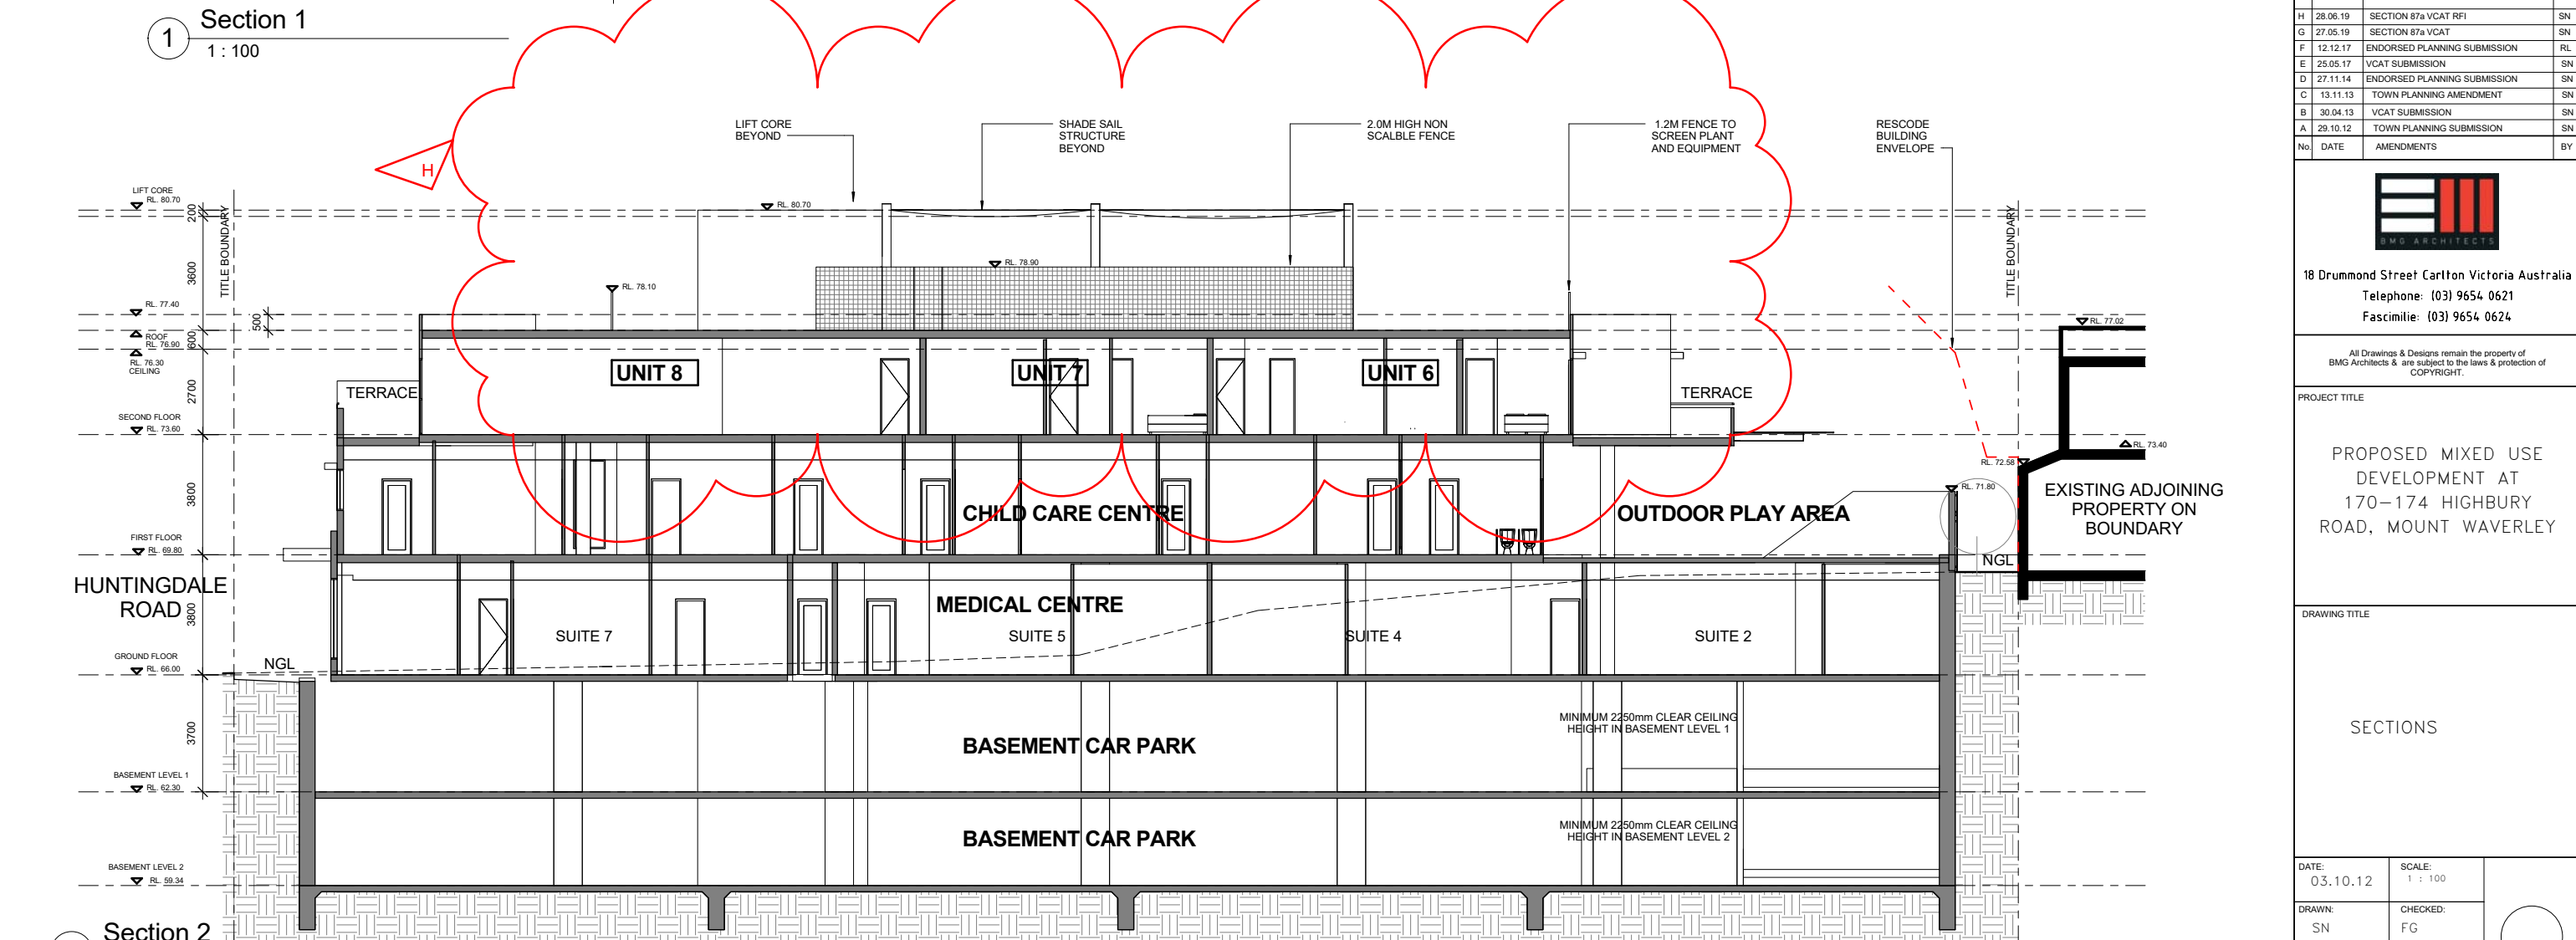 1
Section 1
1 : 100
H
LIFT CORE
BEYOND
SHADE SAIL
STRUCTURE
BEYOND
2.0M HIGH NON
SCALBLE FENCE
1.2M FENCE TO
SCREEN PLANT
AND EQUIPMENT
RESCODE
BUILDING
ENVELOPE
LIFT CORE
RL. 80.70
RL. 80.70
200
TITLE BOUNDARY
TITLE BOUNDARY
3600
RL. 78.90
RL. 78.10
RL. 77.40
500
RL. 77.02
ROOF
RL. 76.90
600
RL. 76.30
CEILING
UNIT 8
UNIT 7
UNIT 6
2700
TERRACE
TERRACE
SECOND FLOOR
RL. 73.60
RL. 73.40
RL. 72.58
3800
RL. 71.80
CHILD CARE CENTRE
OUTDOOR PLAY AREA
EXISTING ADJOINING
PROPERTY ON
BOUNDARY
FIRST FLOOR
RL. 69.80
NGL
HUNTINGDALE
ROAD
3800
MEDICAL CENTRE
SUITE 7
SUITE 5
SUITE 4
SUITE 2
GROUND FLOOR
RL. 66.00
NGL
3700
MINIMUM 2250mm CLEAR CEILING
HEIGHT IN BASEMENT LEVEL 1
BASEMENT CAR PARK
BASEMENT LEVEL 1
RL. 62.30
MINIMUM 2250mm CLEAR CEILING
HEIGHT IN BASEMENT LEVEL 2
BASEMENT CAR PARK
BASEMENT LEVEL 2
RL. 59.34
Section 2
H 28.06.19 SECTION 87a VCAT RFI SN
G 27.05.19 SECTION 87a VCAT SN
F 12.12.17 ENDORSED PLANNING SUBMISSION RL
E 25.05.17 VCAT SUBMISSION SN
D 27.11.14 ENDORSED PLANNING SUBMISSION SN
C 13.11.13 TOWN PLANNING AMENDMENT SN
B 30.04.13 VCAT SUBMISSION SN
A 29.10.12 TOWN PLANNING SUBMISSION SN
No. DATE AMENDMENTS BY
BMG ARCHITECTS
18 Drummond Street Carlton Victoria Australia
Telephone: (03) 9654 0621
Fascimilie: (03) 9654 0624
All Drawings & Designs remain the property of
BMG Architects & are subject to the laws & protection of
COPYRIGHT.
PROJECT TITLE
PROPOSED MIXED USE
DEVELOPMENT AT
170-174 HIGHBURY
ROAD, MOUNT WAVERLEY
DRAWING TITLE
SECTIONS
DATE:
03.10.12
SCALE:
1 : 100
DRAWN:
SN
CHECKED:
FG